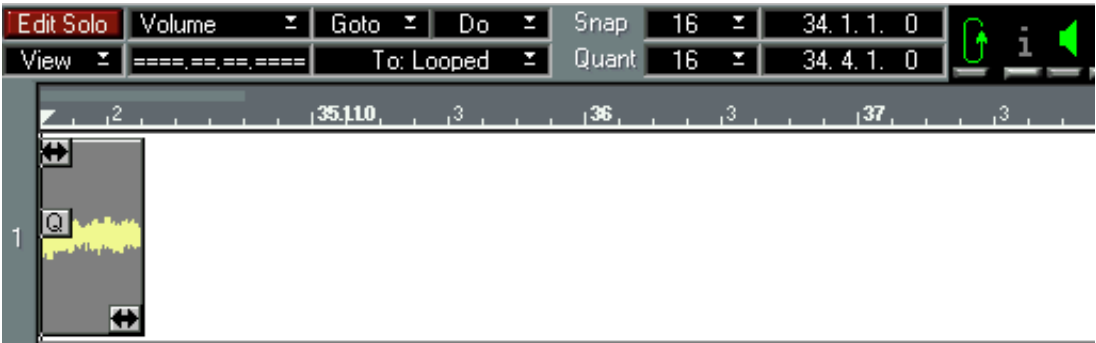 Edit Solo Volume Goto Do Snap 16 34. 1. 1. 0
View ====.==.==.==== To: Looped Quant 16 34. 4. 1. 0 i
2 35.1.1.0 3 36 3 37 3
Q
1